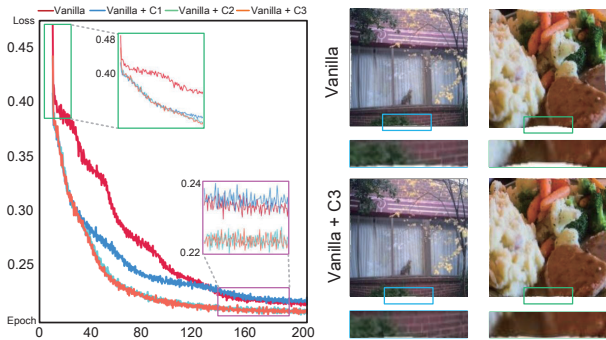 Vanilla Vanilla + C1 Vanilla + C2 Vanilla + C3
Loss
0.45
0.40
0.35
0.30
0.25
Epoch
0 40 80 120 160 200
0.48
0.40
0.24
0.22
Vanilla
Vanilla + C3